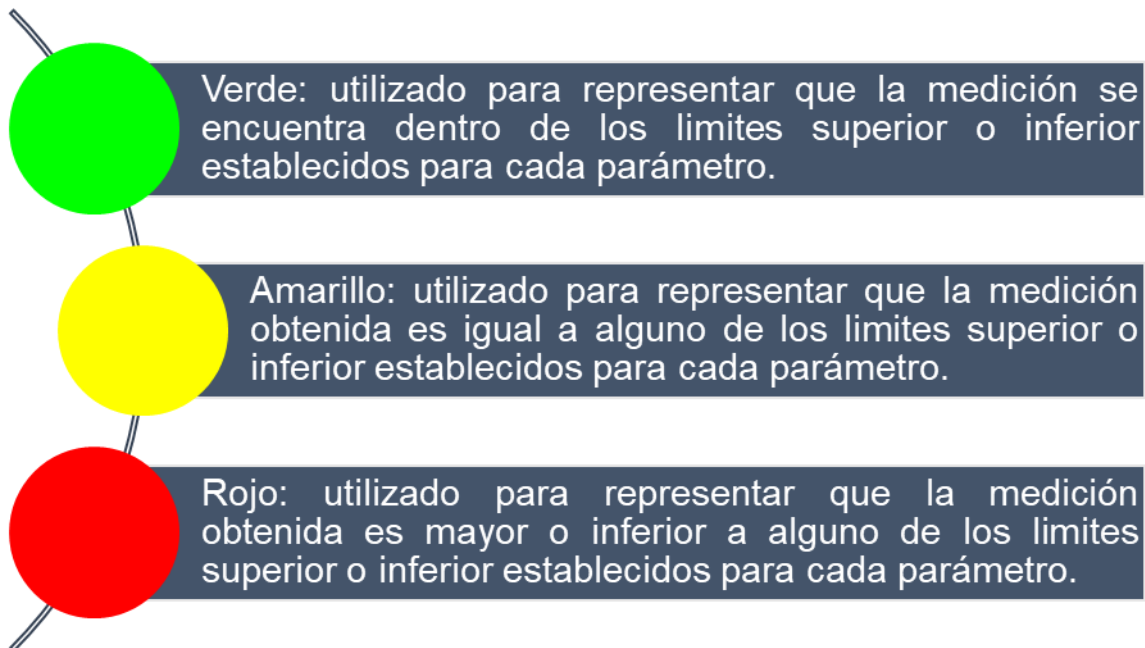 Verde: utilizado para representar que la medición se
encuentra dentro de los limites superior o inferior
establecidos para cada parámetro.
Amarillo: utilizado para representar que la medición
obtenida es igual a alguno de los limites superior o
inferior establecidos para cada parámetro.
Rojo: utilizado para representar que la medición
obtenida es mayor o inferior a alguno de los limites
superior o inferior establecidos para cada parámetro.